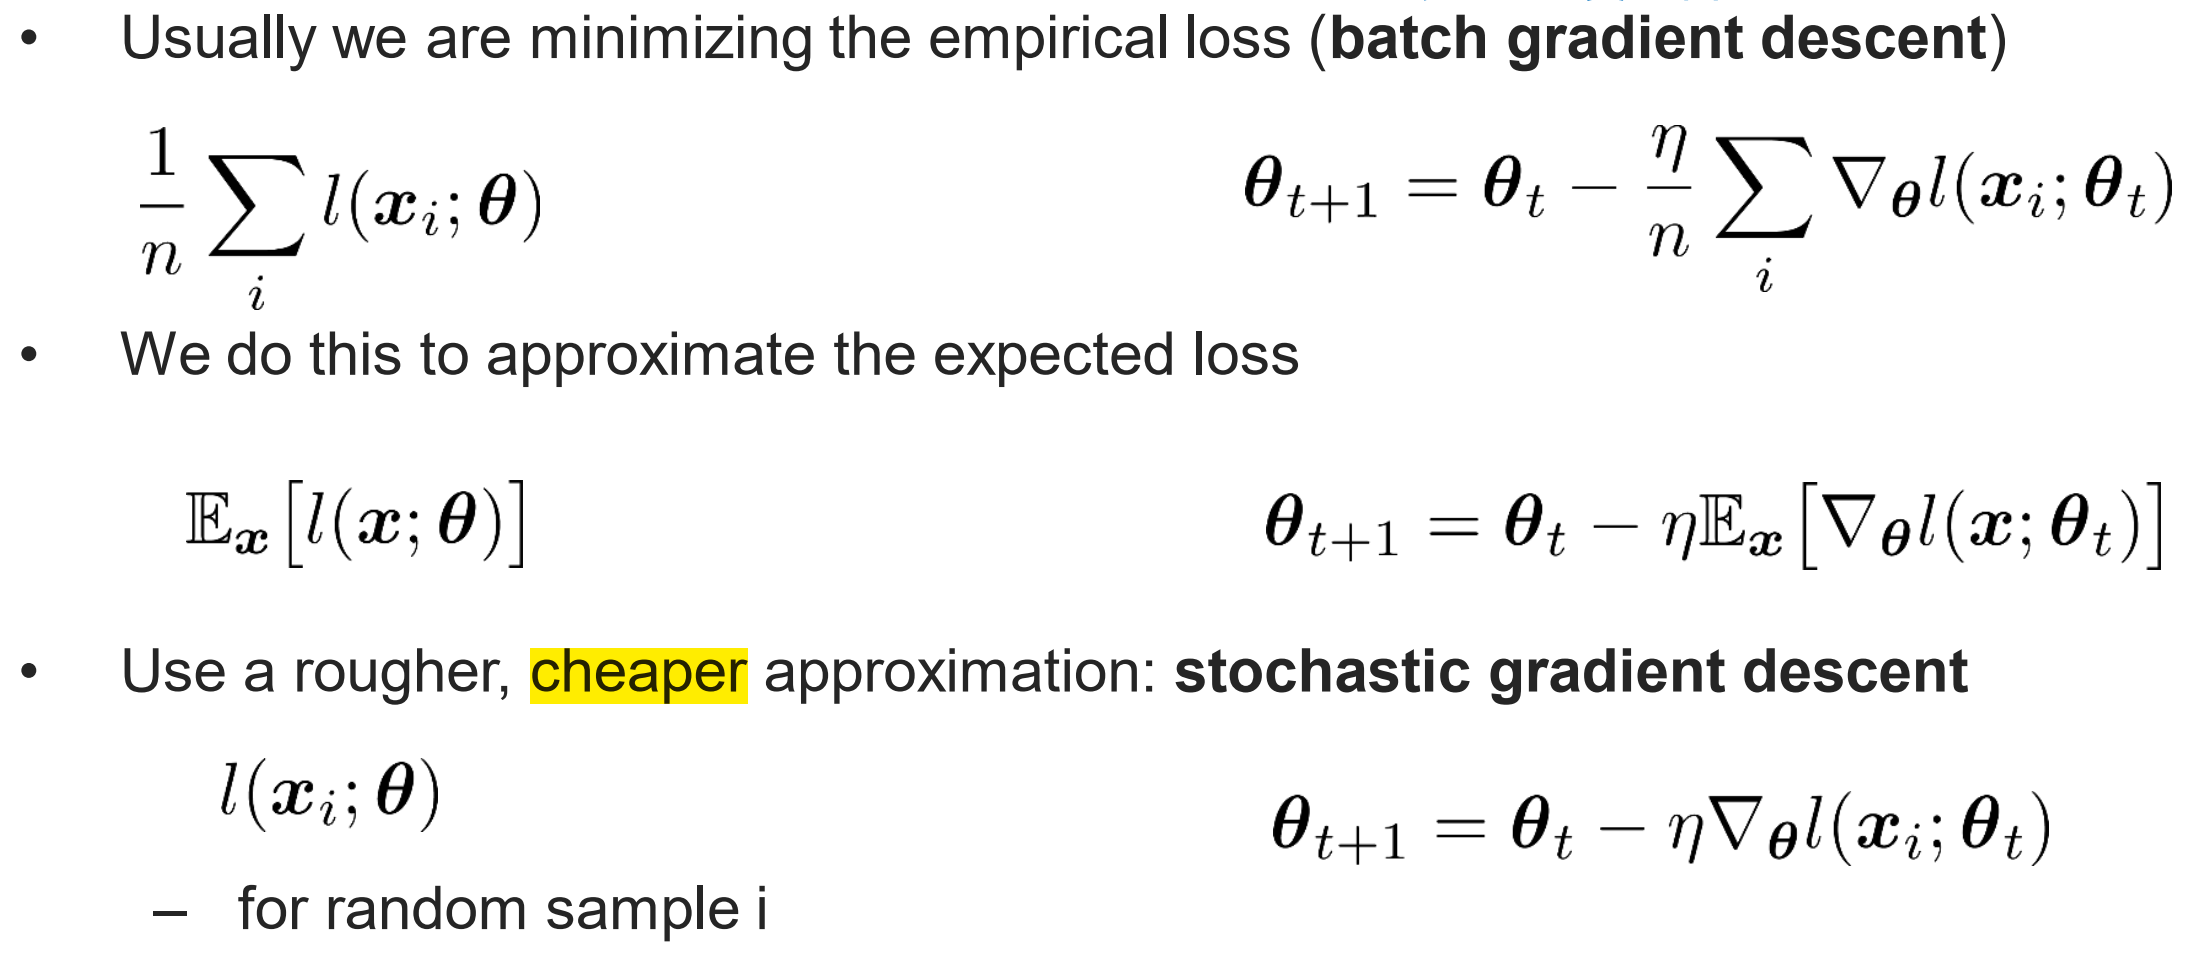 • Usually we are minimizing the empirical loss (batch gradient descent)
$\frac{1}{n} \sum_i l(\boldsymbol{x}_i; \boldsymbol{\theta})$ $\boldsymbol{\theta}_{t+1} = \boldsymbol{\theta}_t - \frac{\eta}{n} \sum_i \nabla_{\boldsymbol{\theta}} l(\boldsymbol{x}_i; \boldsymbol{\theta}_t)$
• We do this to approximate the expected loss
$\mathbb{E}_{\boldsymbol{x}} [l(\boldsymbol{x}; \boldsymbol{\theta})]$ $\boldsymbol{\theta}_{t+1} = \boldsymbol{\theta}_t - \eta \mathbb{E}_{\boldsymbol{x}} [\nabla_{\boldsymbol{\theta}} l(\boldsymbol{x}; \boldsymbol{\theta}_t)]$
• Use a rougher, cheaper approximation: stochastic gradient descent
$l(\boldsymbol{x}_i; \boldsymbol{\theta})$ $\boldsymbol{\theta}_{t+1} = \boldsymbol{\theta}_t - \eta \nabla_{\boldsymbol{\theta}} l(\boldsymbol{x}_i; \boldsymbol{\theta}_t)$
– for random sample i